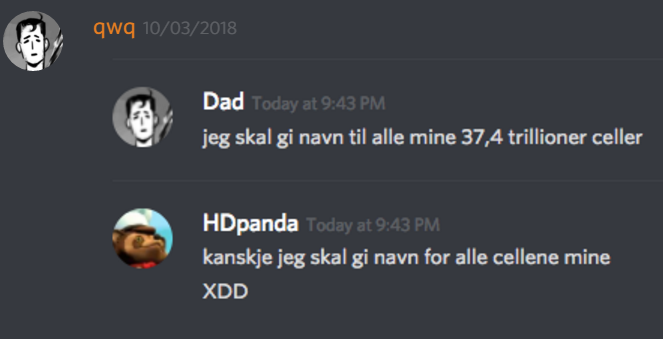 qwq 10/03/2018
Dad Today at 9:43 PM
jeg skal gi navn til alle mine 37,4 trillioner celler
HDpanda Today at 9:43 PM
kanskje jeg skal gi navn for alle cellene mine
XDD